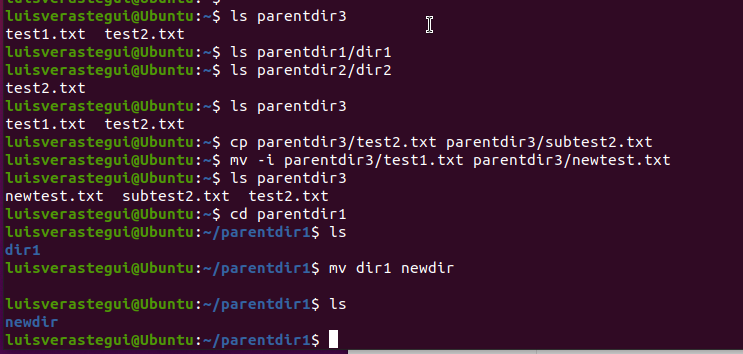 luisverastegui@Ubuntu:~$ ls parentdir3
test1.txt  test2.txt
luisverastegui@Ubuntu:~$ ls parentdir1/dir1
luisverastegui@Ubuntu:~$ ls parentdir2/dir2
test2.txt
luisverastegui@Ubuntu:~$ ls parentdir3
test1.txt  test2.txt
luisverastegui@Ubuntu:~$ cp parentdir3/test2.txt parentdir3/subtest2.txt
luisverastegui@Ubuntu:~$ mv -i parentdir3/test1.txt parentdir3/newtest.txt
luisverastegui@Ubuntu:~$ ls parentdir3
newtest.txt  subtest2.txt  test2.txt
luisverastegui@Ubuntu:~$ cd parentdir1
luisverastegui@Ubuntu:~/parentdir1$ ls
dir1
luisverastegui@Ubuntu:~/parentdir1$ mv dir1 newdir
luisverastegui@Ubuntu:~/parentdir1$ ls
newdir
luisverastegui@Ubuntu:~/parentdir1$